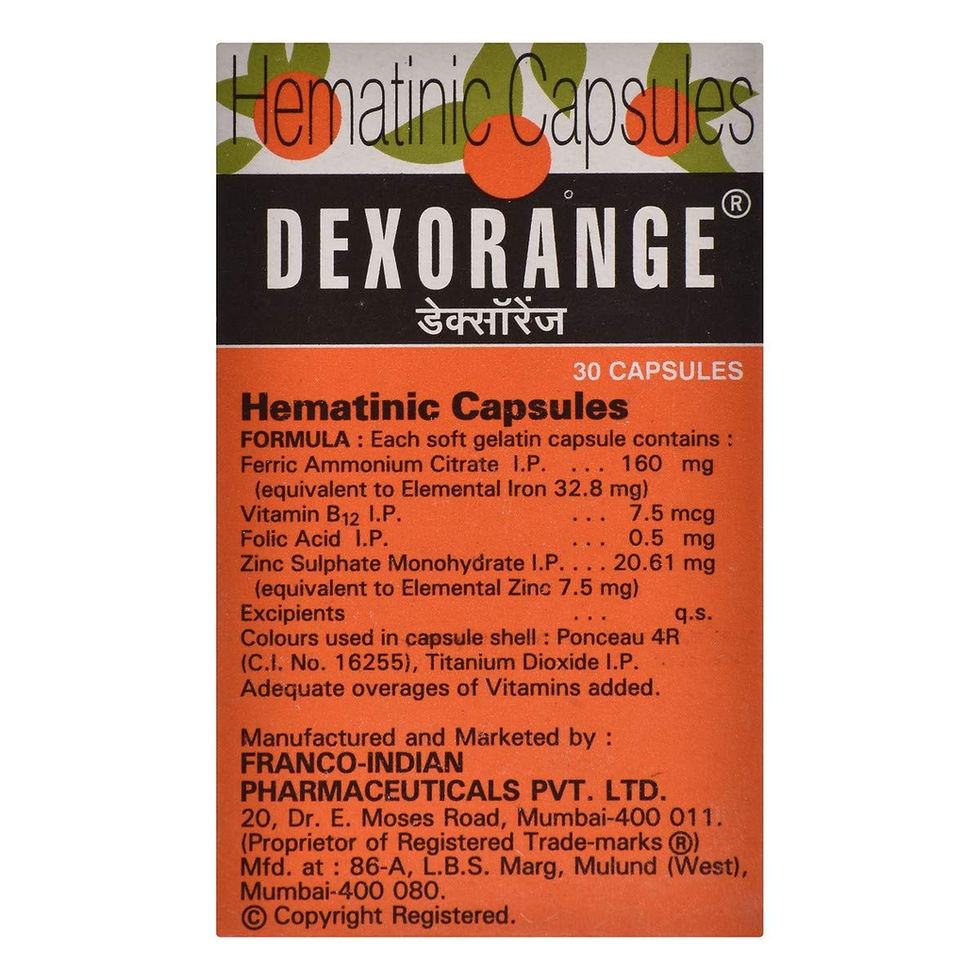 Hematinic Capsules
DEXORANGE®
डेक्सॉरेंज
30 CAPSULES
Hematinic Capsules
FORMULA : Each soft gelatin capsule contains :
Ferric Ammonium Citrate I.P. ... 160 mg
(equivalent to Elemental Iron 32.8 mg)
Vitamin B12 I.P. ... 7.5 mcg
Folic Acid I.P. ... 0.5 mg
Zinc Sulphate Monohydrate I.P. ... 20.61 mg
(equivalent to Elemental Zinc 7.5 mg)
Excipients ... q.s.
Colours used in capsule shell : Ponceau 4R
(C.I. No. 16255), Titanium Dioxide I.P.
Adequate overages of Vitamins added.
Manufactured and Marketed by :
FRANCO-INDIAN
PHARMACEUTICALS PVT. LTD.
20, Dr. E. Moses Road, Mumbai-400 011.
(Proprietor of Registered Trade-marks ®)
Mfd. at : 86-A, L.B.S. Marg, Mulund (West),
Mumbai-400 080.
© Copyright Registered.